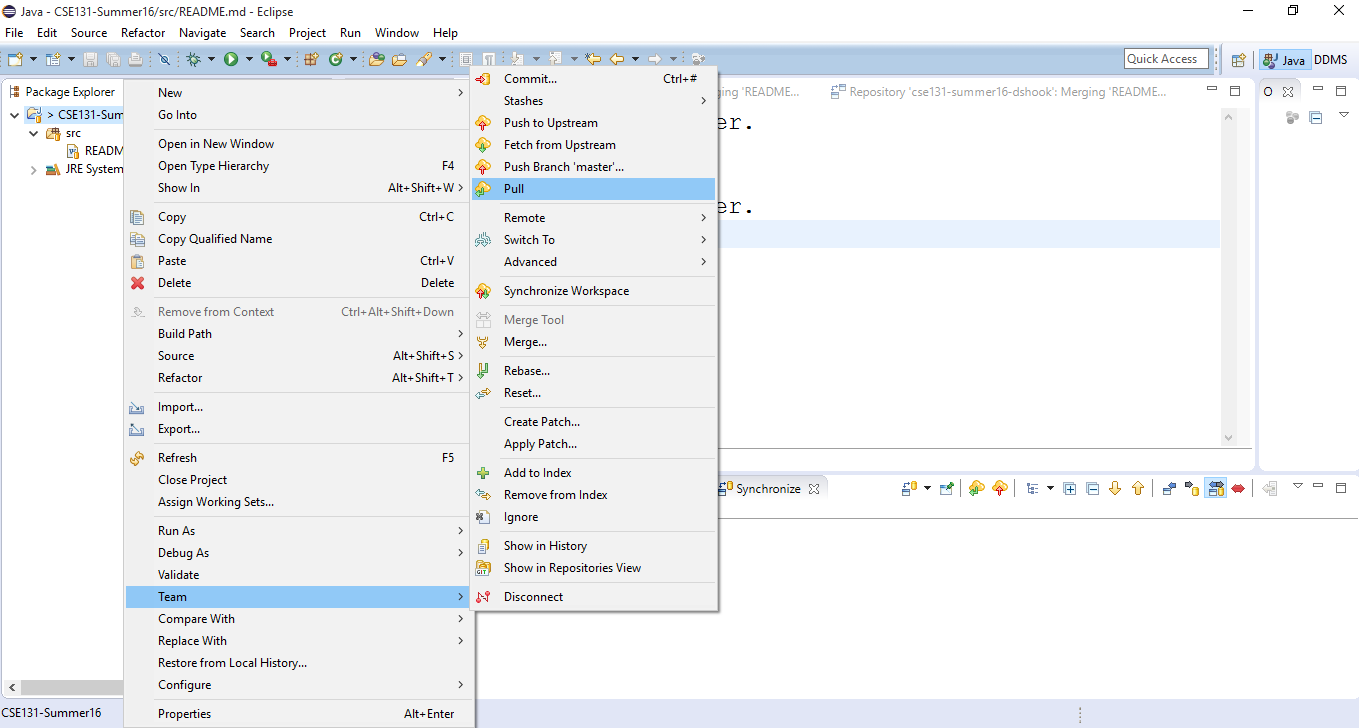 Java - CSE131-Summer16/src/README.md - Eclipse
File Edit Source Refactor Navigate Search Project Run Window Help
Quick Access
Java
DDMS
Package Explorer
> CSE131-Sum
src
READM
JRE System
New
Go Into
Open in New Window
Open Type Hierarchy F4
Show In Alt+Shift+W >
Copy Ctrl+C
Copy Qualified Name
Paste Ctrl+V
Delete Delete
Remove from Context Ctrl+Alt+Shift+Down
Build Path
Source Alt+Shift+S >
Refactor Alt+Shift+T >
Import...
Export...
Refresh F5
Close Project
Assign Working Sets...
Run As
Debug As
Validate
Team
Compare With
Replace With
Restore from Local History...
Configure
Properties Alt+Enter
Commit... Ctrl+#
Stashes
Push to Upstream
Fetch from Upstream
Push Branch 'master'...
Pull
Remote
Switch To
Advanced
Synchronize Workspace
Merge Tool
Merge...
Rebase...
Reset...
Create Patch...
Apply Patch...
Add to Index
Remove from Index
Ignore
Show in History
Show in Repositories View
Disconnect
ging 'README...
Repository 'cse131-summer16-dshook': Merging 'README...
er.
er.
O
Synchronize
GIT
CSE131-Summer16